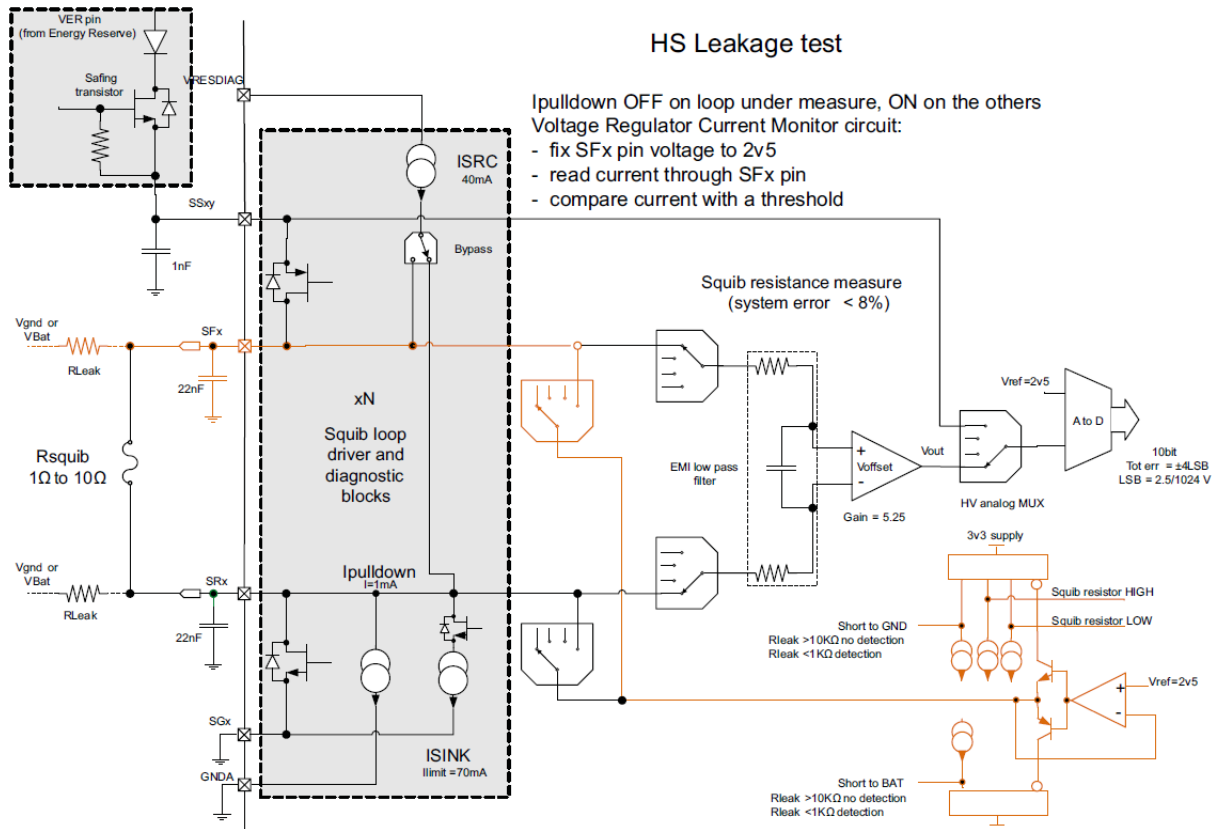 VER pin
(from Energy Reserve)
HS Leakage test
VRESDIAG
Safing
transistor
Ipulldown OFF on loop under measure, ON on the others
Voltage Regulator Current Monitor circuit:
- fix SFx pin voltage to 2v5
- read current through SFx pin
- compare current with a threshold
ISRC
40mA
SSxy
1nF
Bypass
Squib resistance measure
(system error < 8%)
Vgnd or
VBat
SFx
RLeak
22nF
xN
Squib loop
driver and
diagnostic
blocks
Rsquib
1Ω to 10Ω
Vref=2v5
A to D
EMI low pass
filter
+
Voffset
-
Vout
Gain = 5.25
HV analog MUX
10bit
Tot err = ±4LSB
LSB = 2.5/1024 V
3v3 supply
Vgnd or
VBat
SRx
RLeak
22nF
Ipulldown
I=1mA
Squib resistor HIGH
Short to GND
Rleak >10KΩ no detection
Rleak <1KΩ detection
Squib resistor LOW
+
-
Vref=2v5
SGx
GNDA
ISINK
Ilimit =70mA
Short to BAT
Rleak >10KΩ no detection
Rleak <1KΩ detection